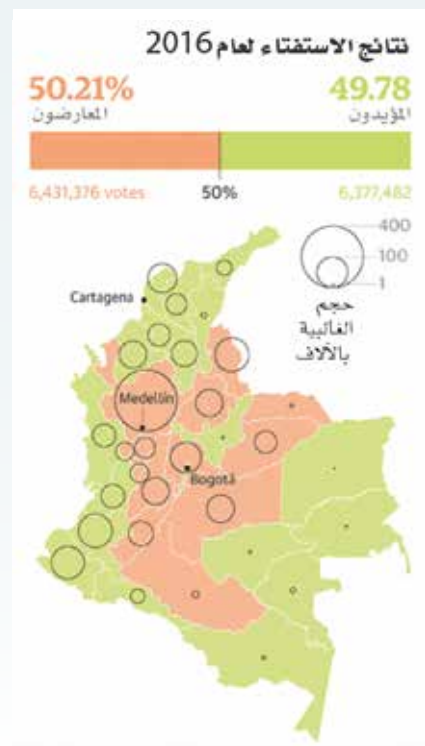 نتائج الاستفتاء لعام 2016
50.21% 49.78
المعارضون المؤيدون
6,431,376 votes 50% 6,377,482
400
100
1
حجم
الغالبية
بالآلاف
Cartagena
Medellín
Bogotá